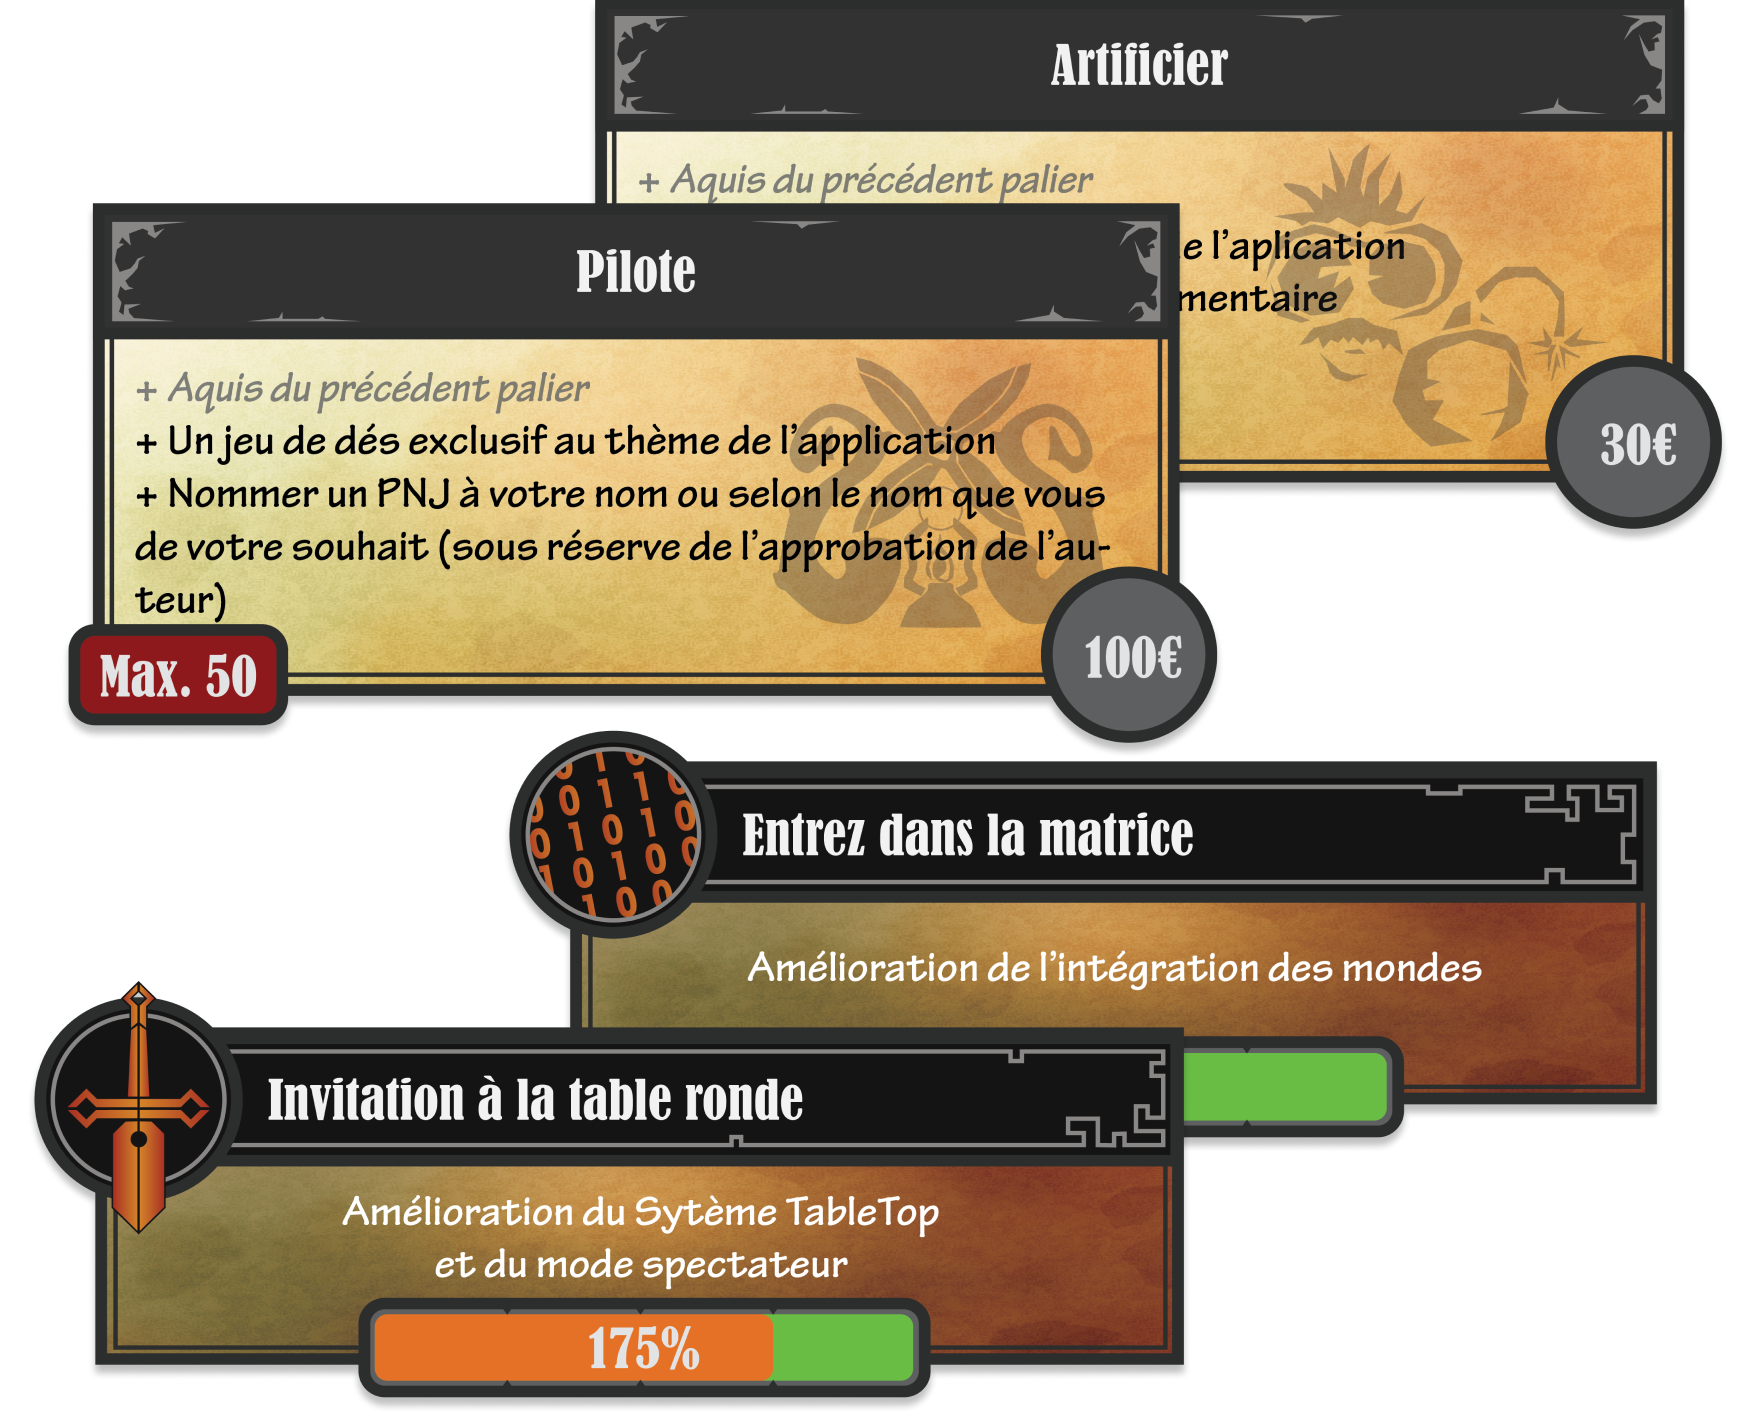 Artificier
+ Aquis du précédent palier
e l'aplication
mentaire
30€
Pilote
+ Aquis du précédent palier
+ Un jeu de dés exclusif au thème de l'application
+ Nommer un PNJ à votre nom ou selon le nom que vous
de votre souhait (sous réserve de l'approbation de l'au-
teur)
Max. 50
100€
Entrez dans la matrice
Amélioration de l'intégration des mondes
Invitation à la table ronde
Amélioration du Sytème TableTop
et du mode spectateur
175%